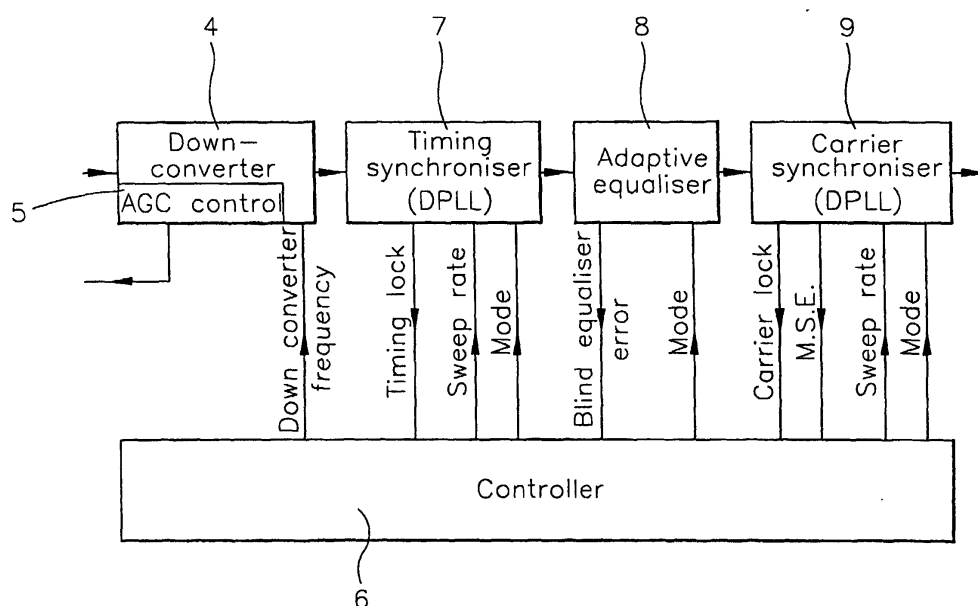 4
7
8
9
Down-
converter
5
AGC control
Timing
synchroniser
(DPLL)
Adaptive
equaliser
Carrier
synchroniser
(DPLL)
Down converter
frequency
Timing lock
Sweep rate
Mode
Blind equaliser
error
Mode
Carrier lock
M.S.E.
Sweep rate
Mode
Controller
6